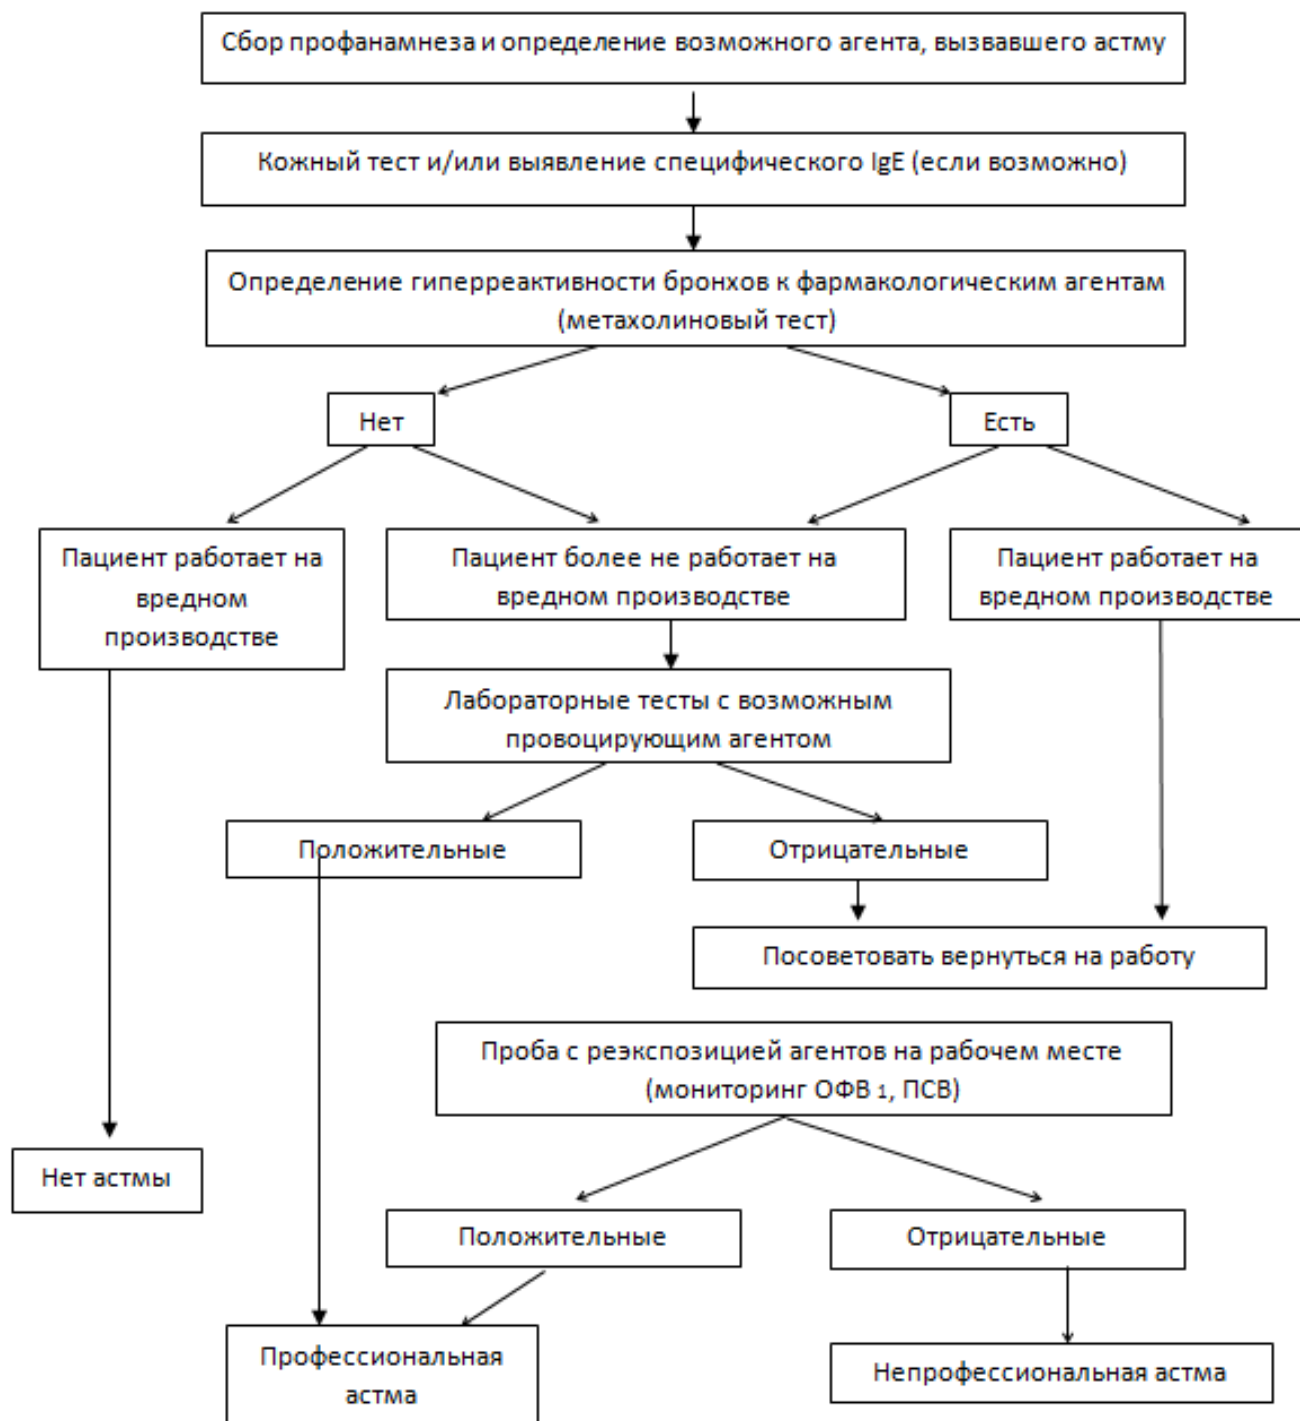 Сбор профанамнеза и определение возможного агента, вызвавшего астму
Кожный тест и/или выявление специфического IgE (если возможно)
Определение гиперреактивности бронхов к фармакологическим агентам
(метахолиновый тест)
Нет
Есть
Пациент работает на
вредном
производстве
Пациент более не работает на
вредном производстве
Пациент работает на
вредном производстве
Лабораторные тесты с возможным
провоцирующим агентом
Положительные
Отрицательные
Посоветовать вернуться на работу
Проба с реэкспозицией агентов на рабочем месте
(мониторинг ОФВ 1, ПСВ)
Нет астмы
Положительные
Отрицательные
Профессиональная
астма
Непрофессиональная астма